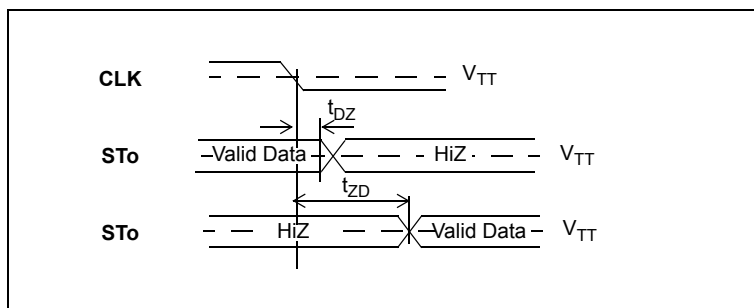 CLK
V_TT
t_DZ
STo
Valid Data
HiZ
V_TT
t_ZD
STo
HiZ
Valid Data
V_TT